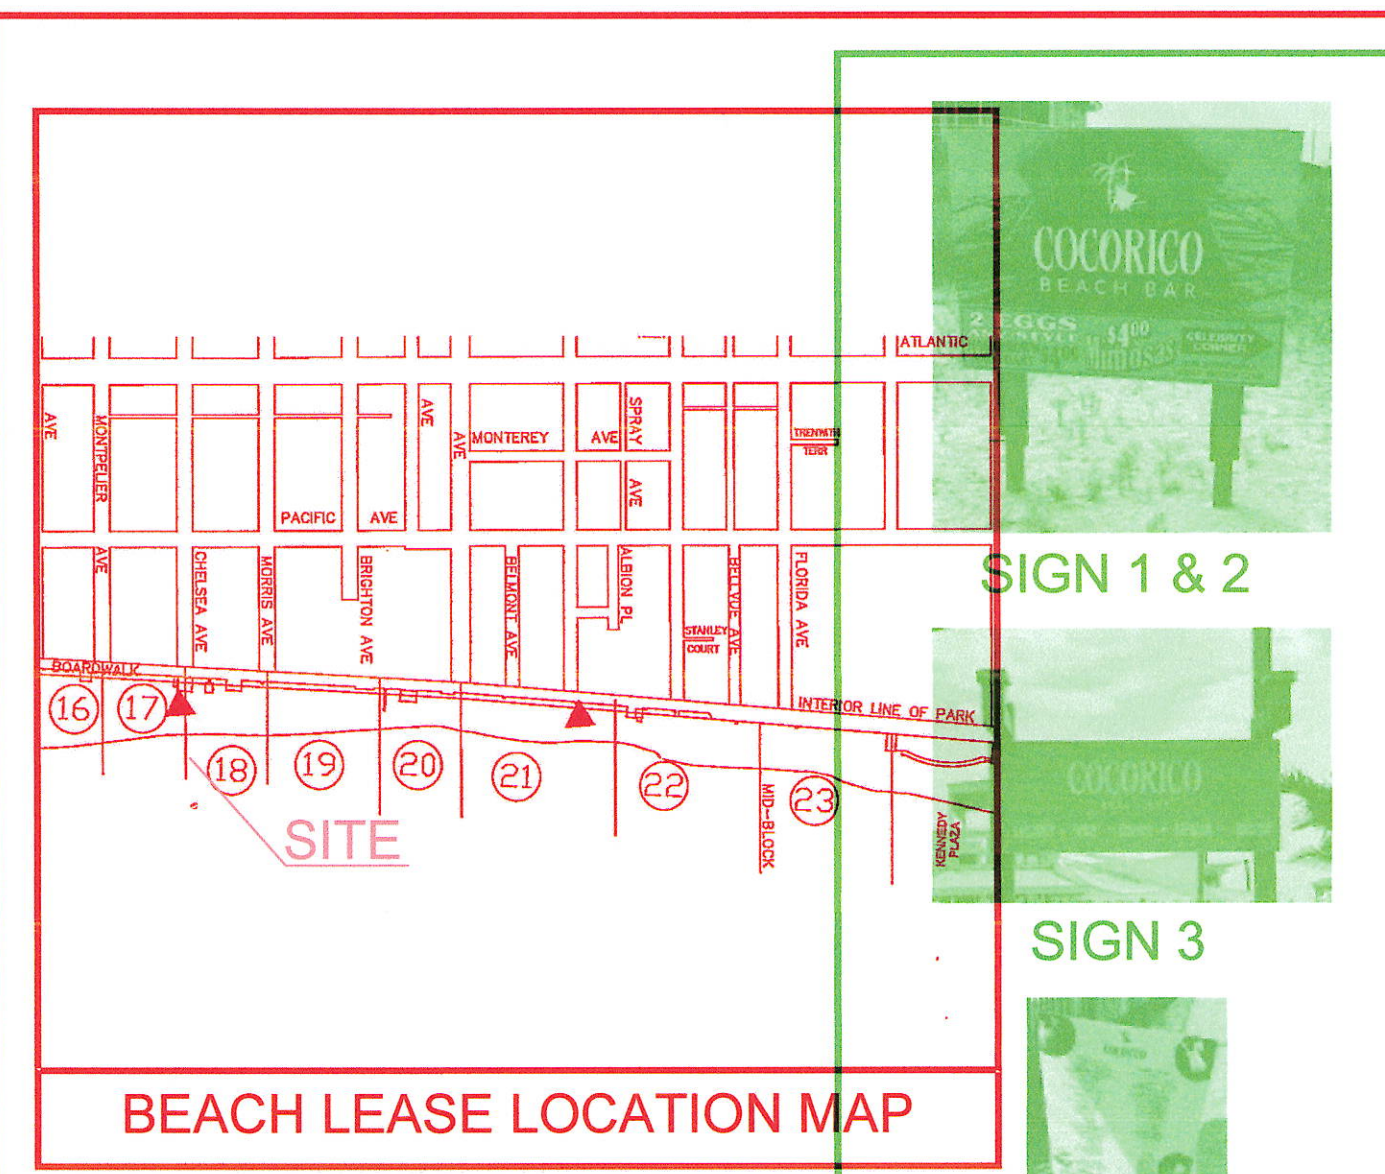 ATLANTIC
AVE
MONTPELIER
AVE
AVE
AVE
MONTEREY AVE
SPRAY
AVE
TRENWITH
TERR
PACIFIC AVE
CHELSEA AVE
MORRIS AVE
BRIGHTON AVE
BELMONT AVE
ALBION PL
STANLEY
COURT
BELLVUE AVE
FLORIDA AVE
BOARDWALK
INTERIOR LINE OF PARK
16
17
18
19
20
21
22
23
MID-BLOCK
KENNEDY
PLAZA
SITE
BEACH LEASE LOCATION MAP
COCORICO
BEACH BAR
2 EGGS
$4.00
Mimosas
CELEBRITY
CORNER
SIGN 1 & 2
COCORICO
SIGN 3